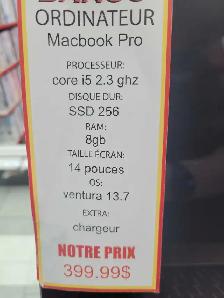 ORDINATEUR
Macbook Pro
PROCESSEUR:
core i5 2.3 ghz
DISQUE DUR:
SSD 256
RAM:
8gb
TAILLE ÉCRAN:
14 pouces
OS:
ventura 13.7
EXTRA:
chargeur
NOTRE PRIX
399.99$